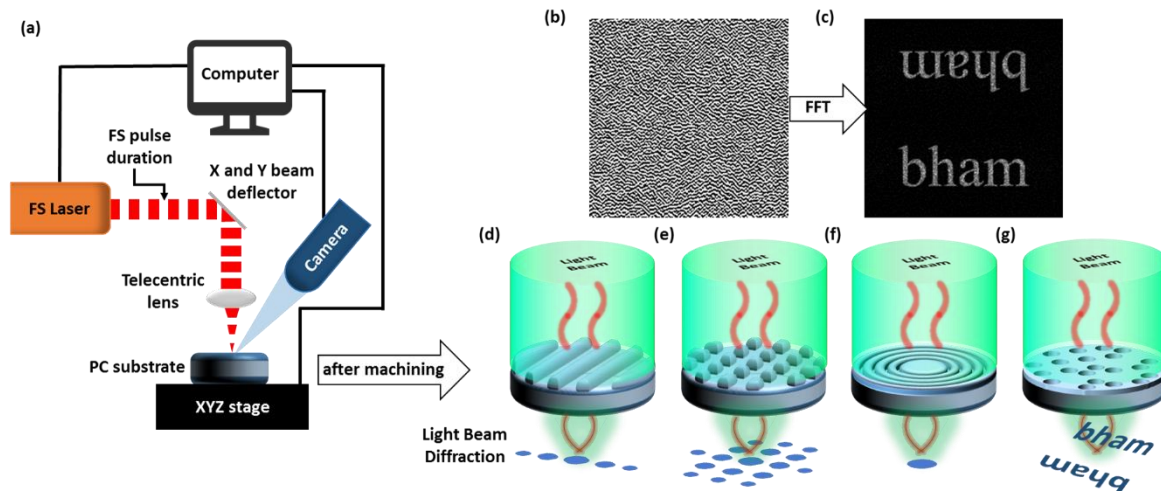 (a)
Computer
FS pulse
duration
X and Y beam
deflector
FS Laser
Camera
Telecentric
lens
PC substrate
XYZ stage
after machining
(b)
(c)
FFT
bham
bham
(d)
(e)
(f)
(g)
Light
Beam
Light
Beam
Light
Beam
Light
Beam
Light Beam
Diffraction
bham
bham